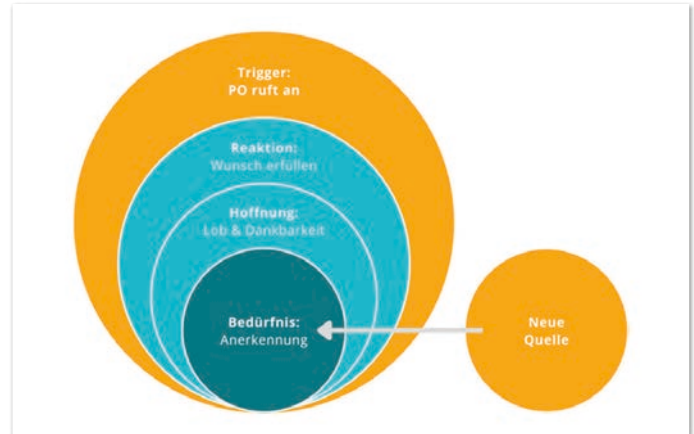 Trigger:
PO ruft an
Reaktion:
Wunsch erfüllen
Hoffnung:
Lob & Dankbarkeit
Bedürfnis:
Anerkennung
Neue
Quelle